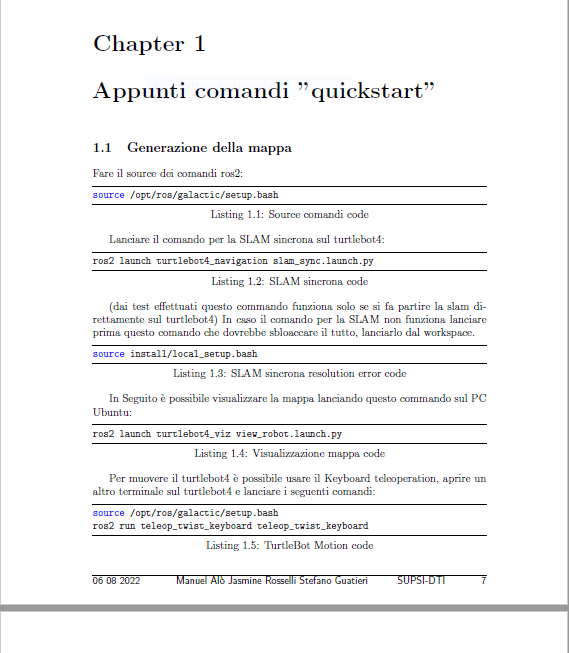 Chapter 1
Appunti comandi ”quickstart”
1.1 Generazione della mappa
Fare il source dei comandi ros2:
source /opt/ros/galactic/setup.bash
Listing 1.1: Source comandi code
Lanciare il comando per la SLAM sincrona sul turtlebot4:
ros2 launch turtlebot4_navigation slam_sync.launch.py
Listing 1.2: SLAM sincrona code
(dai test effettuati questo commando funziona solo se si fa partire la slam di-
rettamente sul turtlebot4) In caso il comando per la SLAM non funziona lanciare
prima questo comando che dovrebbe sbloaccare il tutto, lanciarlo dal workspace.
source install/local_setup.bash
Listing 1.3: SLAM sincrona resolution error code
In Seguito è possibile visualizzare la mappa lanciando questo commando sul PC
Ubuntu:
ros2 launch turtlebot4_viz view_robot.launch.py
Listing 1.4: Visualizzazione mappa code
Per muovere il turtlebot4 è possibile usare il Keyboard teleoperation, aprire un
altro terminale sul turtlebot4 e lanciare i seguenti comandi:
source /opt/ros/galactic/setup.bash
ros2 run teleop_twist_keyboard teleop_twist_keyboard
Listing 1.5: TurtleBot Motion code
06 08 2022 Manuel Alò Jasmine Rosselli Stefano Guatieri SUPSI-DTI 7